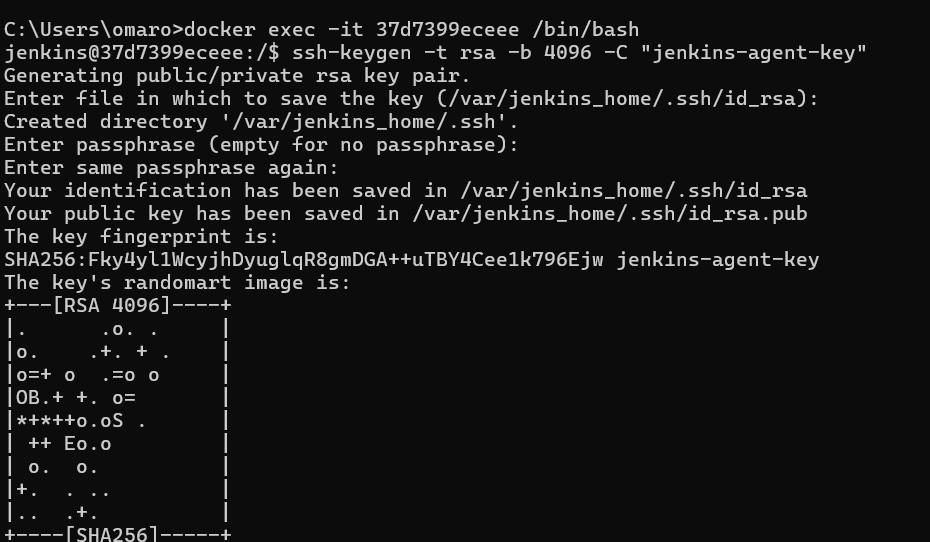 C:\Users\omaro>docker exec -it 37d7399eceee /bin/bash
jenkins@37d7399eceee:/$ ssh-keygen -t rsa -b 4096 -C "jenkins-agent-key"
Generating public/private rsa key pair.
Enter file in which to save the key (/var/jenkins_home/.ssh/id_rsa):
Created directory '/var/jenkins_home/.ssh'.
Enter passphrase (empty for no passphrase):
Enter same passphrase again:
Your identification has been saved in /var/jenkins_home/.ssh/id_rsa
Your public key has been saved in /var/jenkins_home/.ssh/id_rsa.pub
The key fingerprint is:
SHA256:Fky4yl1WcyjhDyuglqR8gmDGA++uTBY4Cee1k796Ejw jenkins-agent-key
The key's randomart image is:
+---[RSA 4096]----+
|.      .o. .     |
|o.    .+. + .    |
|o=+ o  .=o o     |
|OB.+ +. o=       |
|*+*++o.oS .      |
| ++ Eo.o         |
| o.  o.          |
|+.  . ..         |
|..  .+.          |
+----[SHA256]-----+